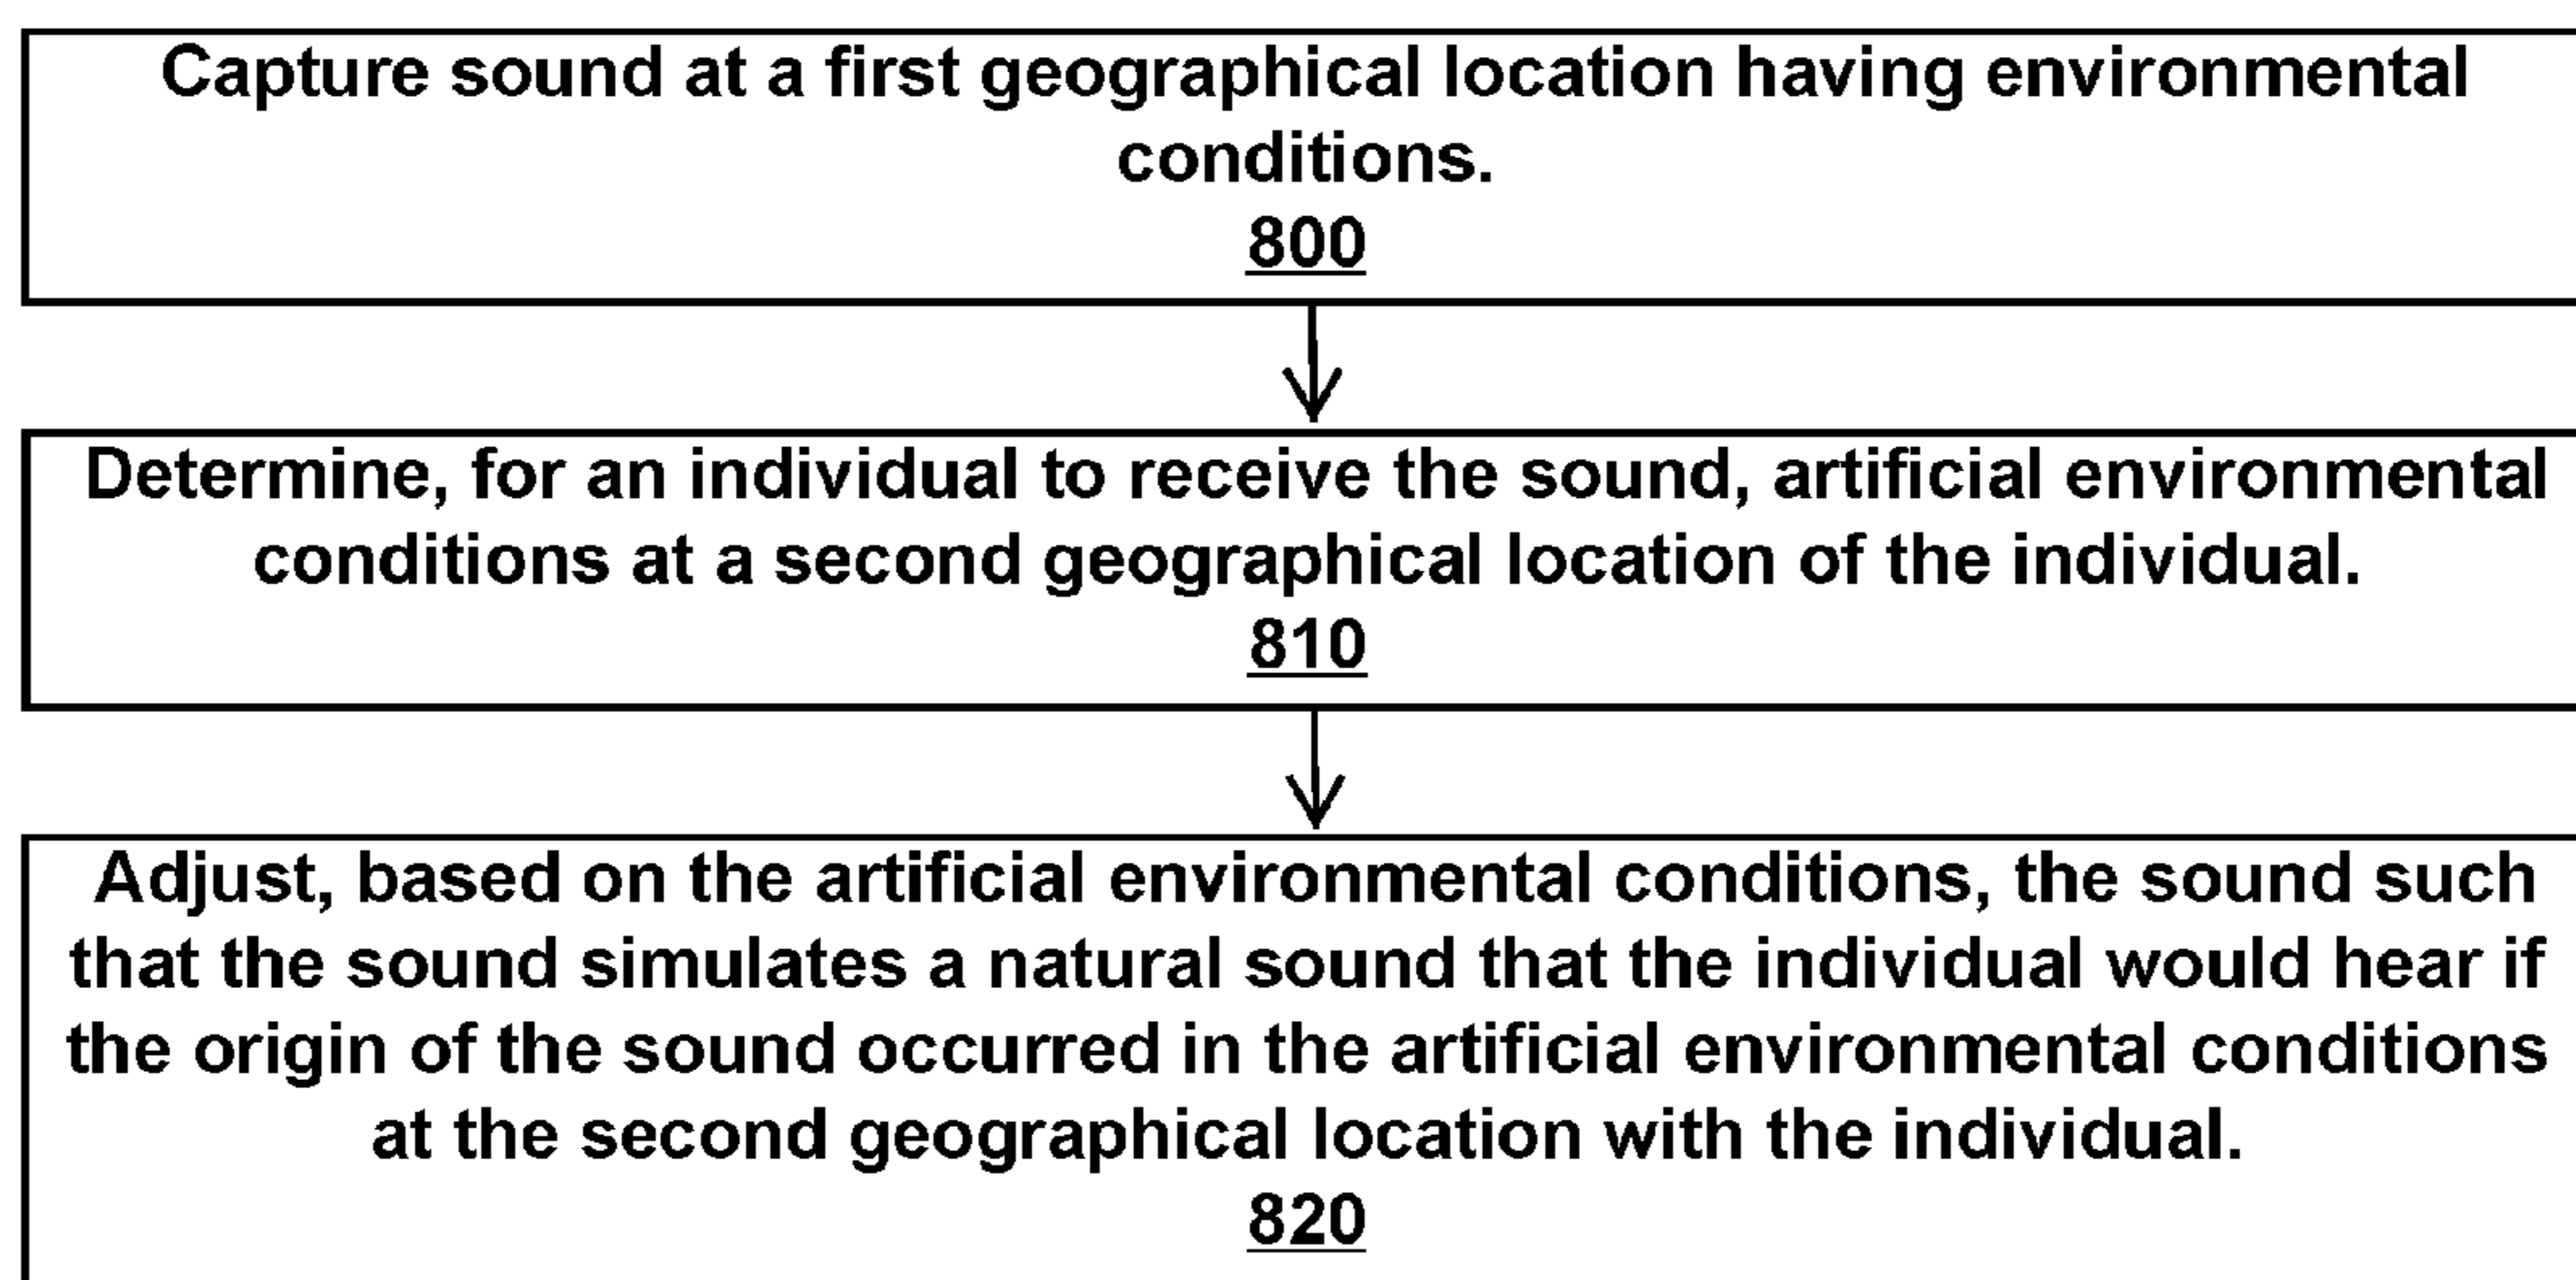 Capture sound at a first geographical location having environmental
conditions.
800
Determine, for an individual to receive the sound, artificial environmental
conditions at a second geographical location of the individual.
810
Adjust, based on the artificial environmental conditions, the sound such
that the sound simulates a natural sound that the individual would hear if
the origin of the sound occurred in the artificial environmental conditions
at the second geographical location with the individual.
820